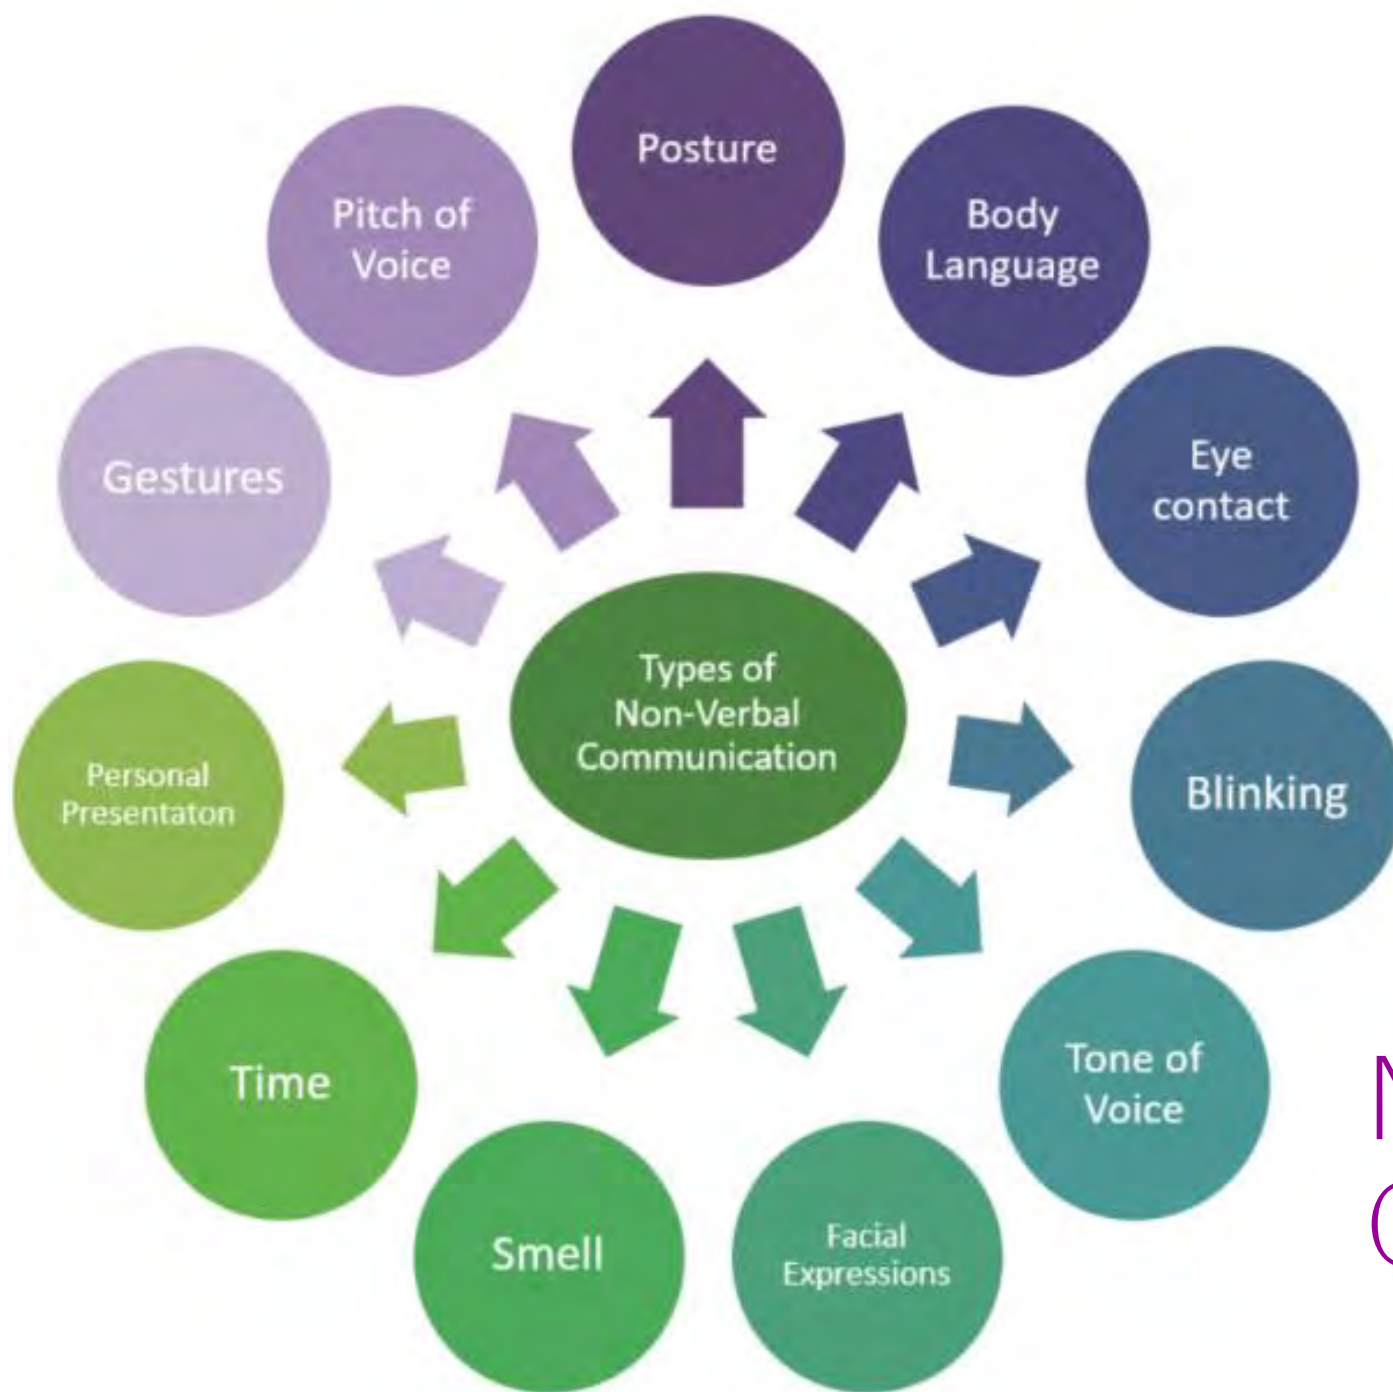 Posture
Body
Language
Eye
contact
Blinking
Tone of
Voice
Facial
Expressions
Smell
Time
Personal
Presentaton
Gestures
Pitch of
Voice
Types of
Non-Verbal
Communication